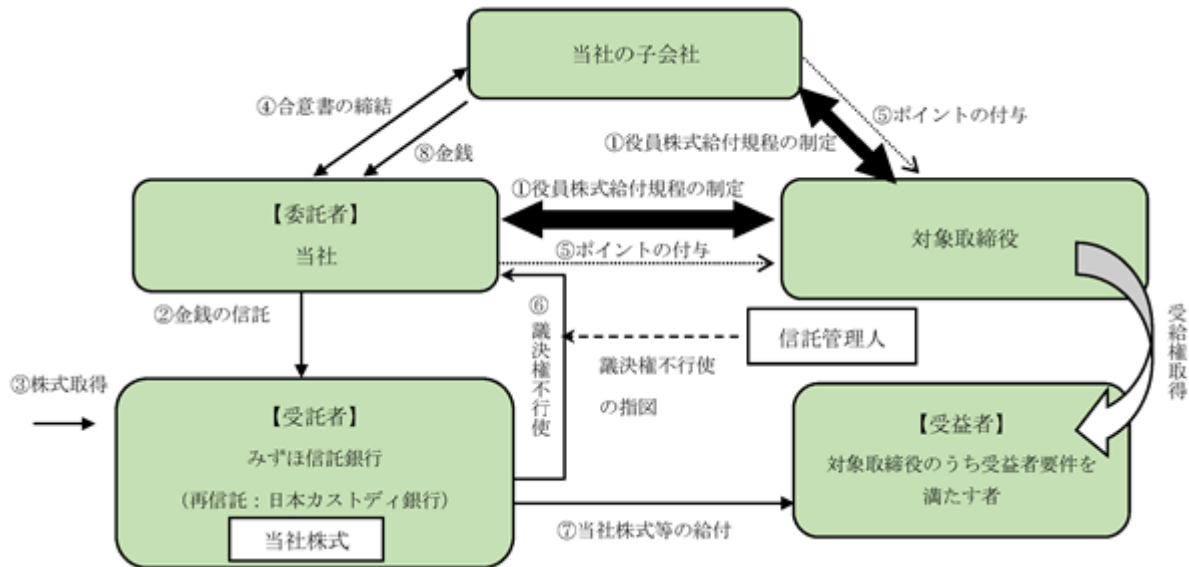 当社の子会社
④合意書の締結
⑤ポイントの付与
①役員株式給付規程の制定
⑧金銭
①役員株式給付規程の制定
【委託者】
当社
対象取締役
⑤ポイントの付与
②金銭の信託
⑥議決権不行使
信託管理人
議決権不行使
の指図
受給権取得
③株式取得
【受託者】
みずほ信託銀行
(再信託：日本カストディ銀行)
当社株式
【受益者】
対象取締役のうち受益者要件を
満たす者
⑦当社株式等の給付